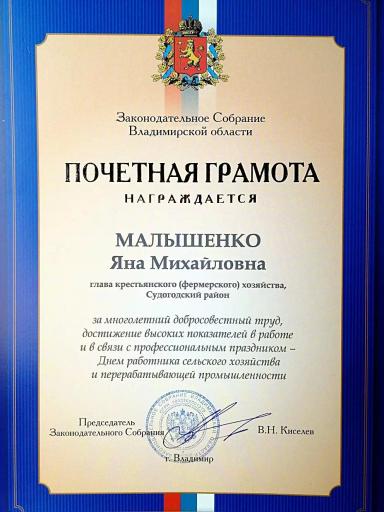 Законодательное Собрание
Владимирской области
ПОЧЕТНАЯ ГРАМОТА
НАГРАЖДАЕТСЯ
МАЛЫШЕНКО
Яна Михайловна
глава крестьянского (фермерского) хозяйства,
Судогодский район
за многолетний добросовестный труд,
достижение высоких показателей в работе
и в связи с профессиональным праздником –
Днем работника сельского хозяйства
и перерабатывающей промышленности
Председатель
Законодательного Собрания
В.Н. Киселев
г. Владимир